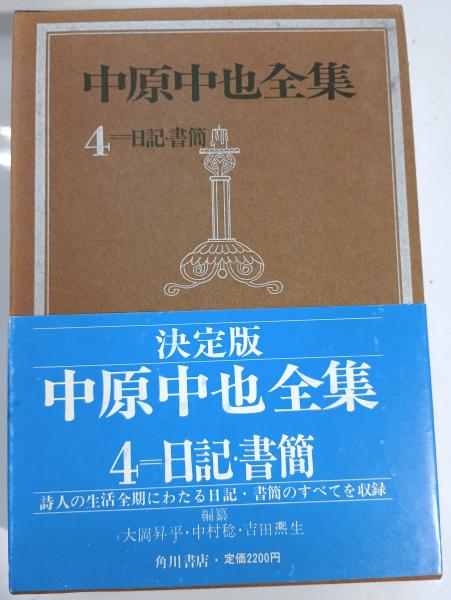 中原中也全集
4=日記・書簡
決定版
中原中也全集
4=日記・書簡
詩人の生活全期にわたる日記・書簡のすべてを収録
編纂
大岡昇平・中村稔・吉田凞生
角川書店・定価2200円